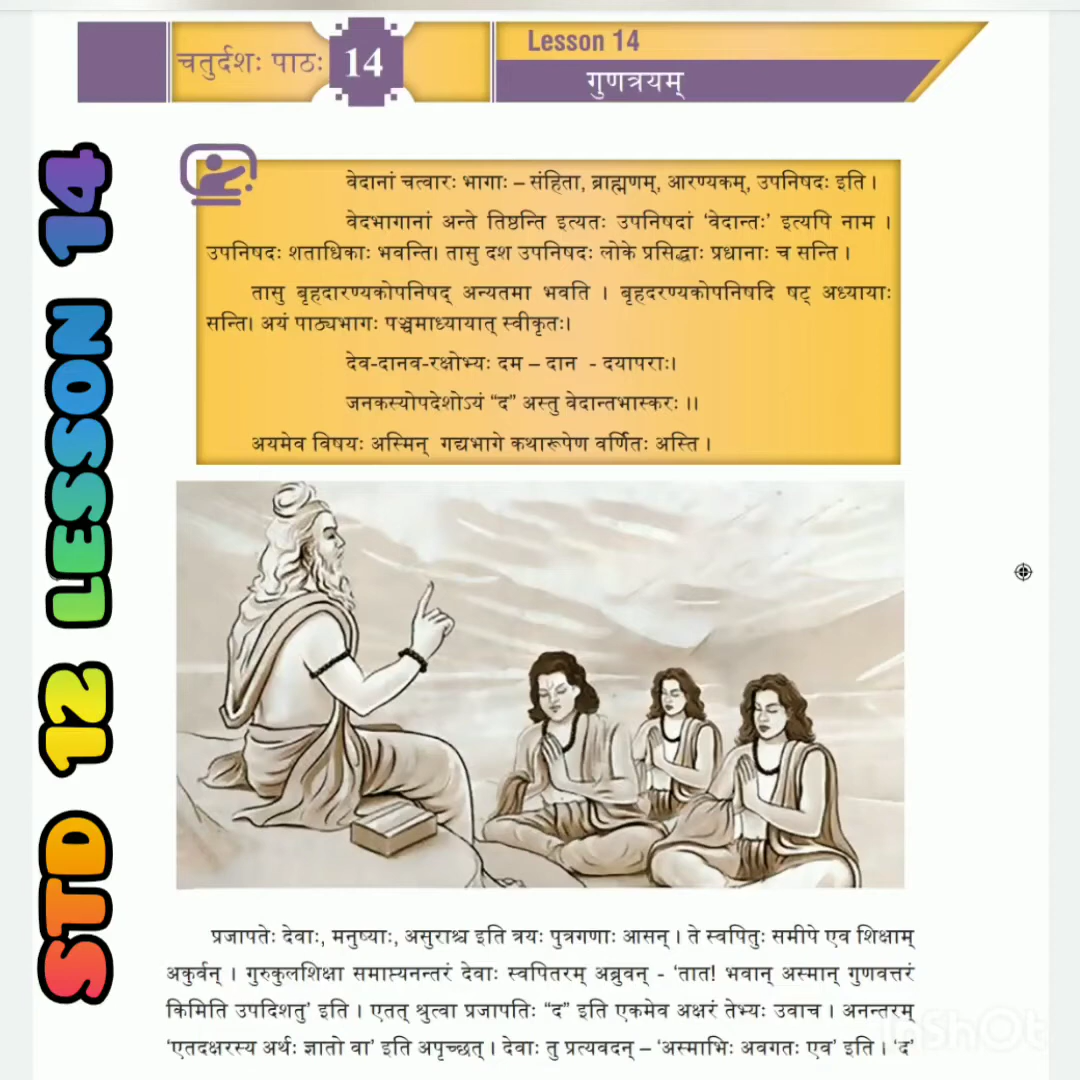 चतुर्दशः पाठः
14
Lesson 14
गुणत्रयम्
STD 12 LESSON 14
वेदानां चत्वारः भागाः – संहिता, ब्राह्मणम्, आरण्यकम्, उपनिषदः इति ।
वेदभागानां अन्ते तिष्ठन्ति इत्यतः उपनिषदां ‘वेदान्तः’ इत्यपि नाम ।
उपनिषदः शताधिकाः भवन्ति। तासु दश उपनिषदः लोके प्रसिद्धाः प्रधानाः च सन्ति ।
तासु बृहदारण्यकोपनिषद् अन्यतमा भवति । बृहदरण्यकोपनिषदि षट् अध्यायाः
सन्ति। अयं पाठ्यभागः पञ्चमाध्यायात् स्वीकृतः।
देव-दानव-रक्षोभ्यः दम – दान - दयापराः।
जनकस्योपदेशोऽयं “द” अस्तु वेदान्तभास्करः ।।
अयमेव विषयः अस्मिन् गद्यभागे कथारूपेण वर्णितः अस्ति ।
प्रजापतेः देवाः, मनुष्याः, असुराश्च इति त्रयः पुत्रगणाः आसन् । ते स्वपितुः समीपे एव शिक्षाम्
अकुर्वन् । गुरुकुलशिक्षा समाप्त्यनन्तरं देवाः स्वपितरम् अब्रुवन् - ‘तात! भवान् अस्मान् गुणवत्तरं
किमिति उपदिशतु’ इति । एतत् श्रुत्वा प्रजापतिः “द” इति एकमेव अक्षरं तेभ्यः उवाच । अनन्तरम्
‘एतदक्षरस्य अर्थः ज्ञातो वा’ इति अपृच्छत् । देवाः तु प्रत्यवदन् – ‘अस्माभिः अवगतः एव’ इति । ‘द’
InShOt